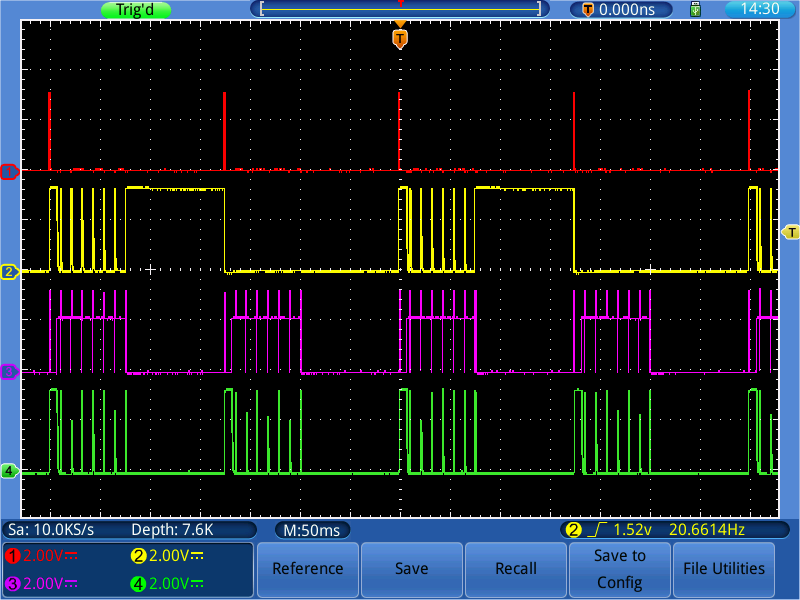 Trig'd [ ] T 0.000ns 14:30
T
T
2
3
4
Sa: 10.0KS/s Depth: 7.6K M:50ms 2 1.52v 20.6614Hz
1 2.00V 2 2.00V
3 2.00V 4 2.00V
Reference Save Recall Save to Config File Utilities